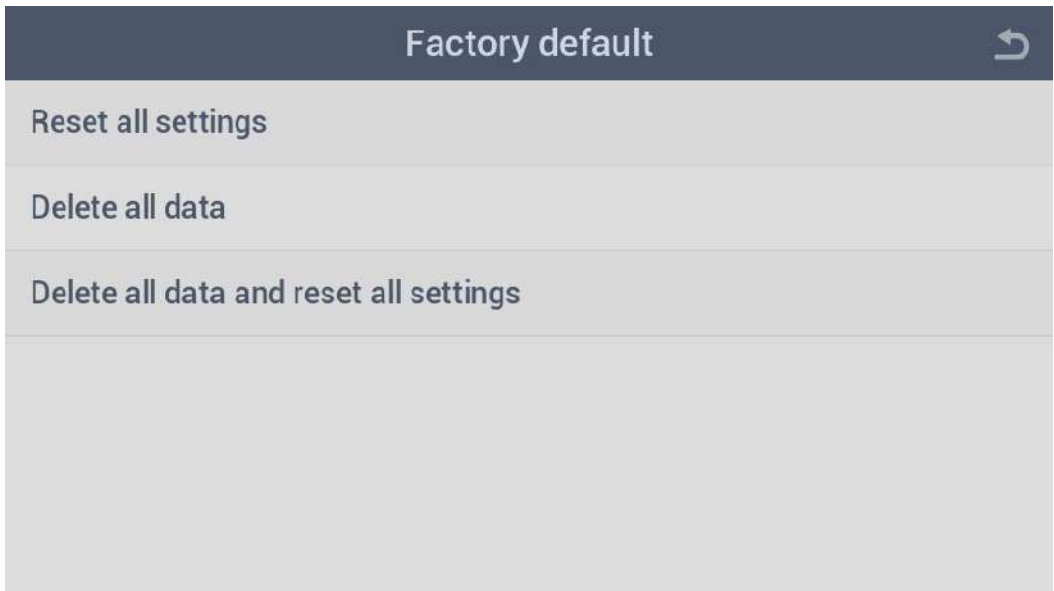 Factory default
Reset all settings
Delete all data
Delete all data and reset all settings